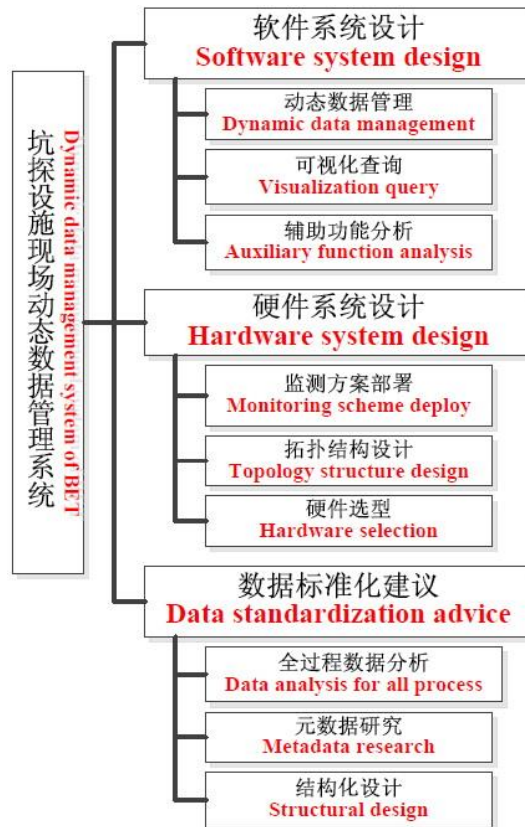 坑探设施现场动态数据管理系统
Dynamic data management system of BET
软件系统设计
Software system design
动态数据管理
Dynamic data management
可视化查询
Visualization query
辅助功能分析
Auxiliary function analysis
硬件系统设计
Hardware system design
监测方案部署
Monitoring scheme deploy
拓扑结构设计
Topology structure design
硬件选型
Hardware selection
数据标准化建议
Data standardization advice
全过程数据分析
Data analysis for all process
元数据研究
Metadata research
结构化设计
Structural design